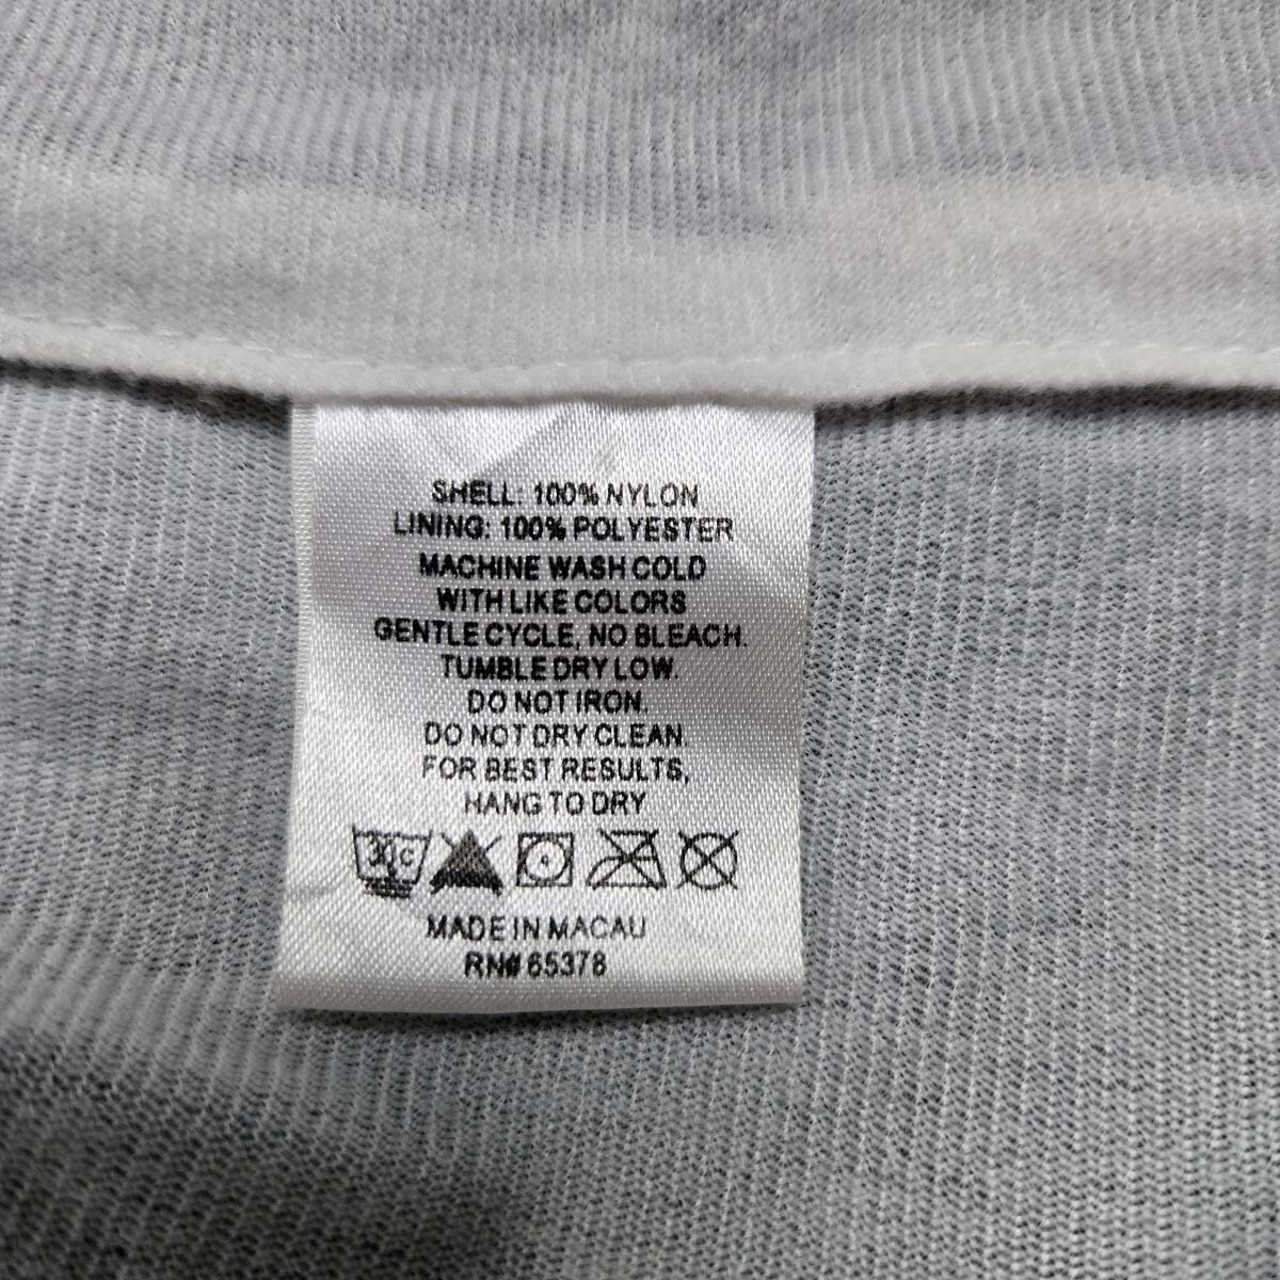 SHELL: 100% NYLON
LINING: 100% POLYESTER
MACHINE WASH COLD
WITH LIKE COLORS
GENTLE CYCLE, NO BLEACH.
TUMBLE DRY LOW.
DO NOT IRON.
DO NOT DRY CLEAN.
FOR BEST RESULTS,
HANG TO DRY
30°C
MADE IN MACAU
RN# 65378